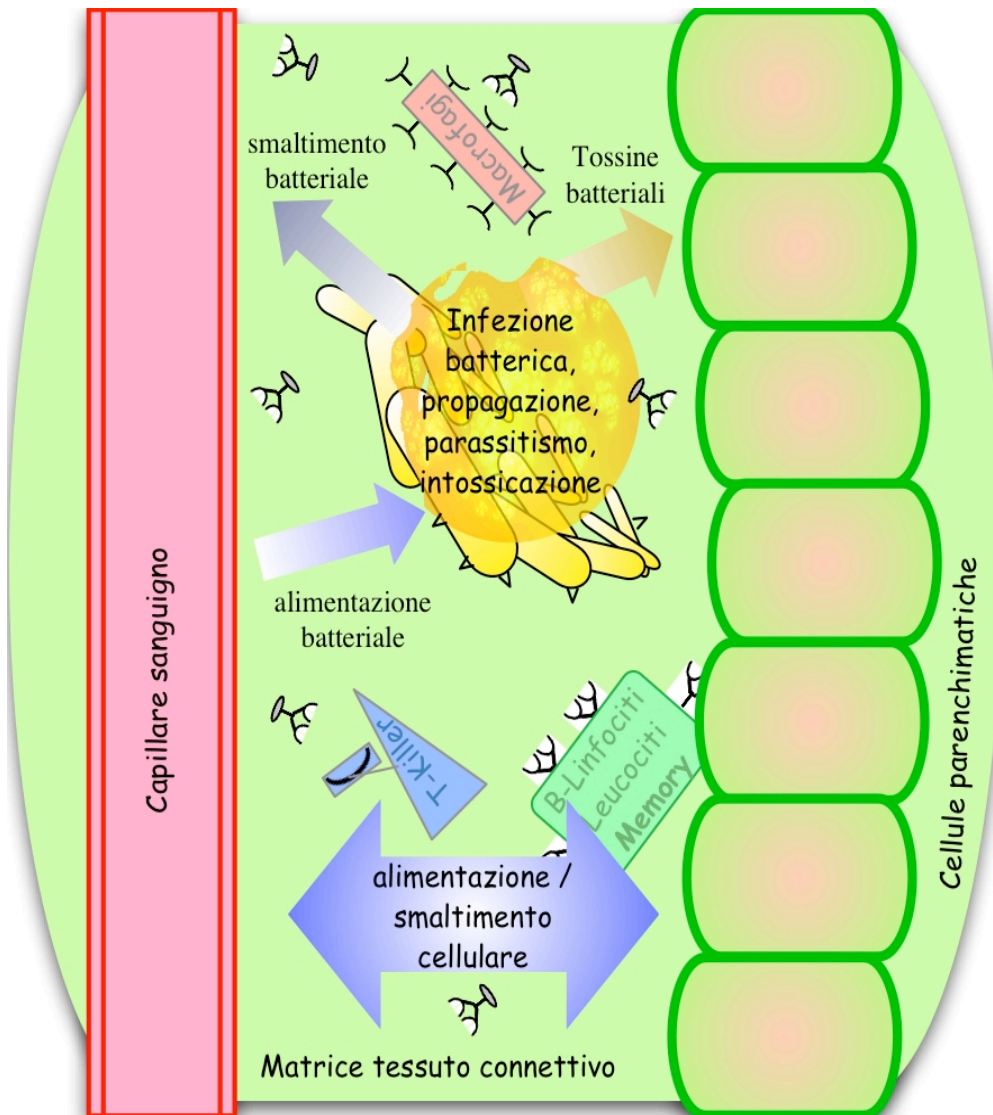 smaltimento
batteriale
Macrofagi
Tossine
batteriali
Infezione
batterica,
propagazione,
parassitismo,
intossicazione
alimentazione
batteriale
Capillare sanguigno
Cellule parenchimatiche
T-Killer
B-Linfociti
Leucociti
Memory
alimentazione /
smaltimento
cellulare
Matrice tessuto connettivo